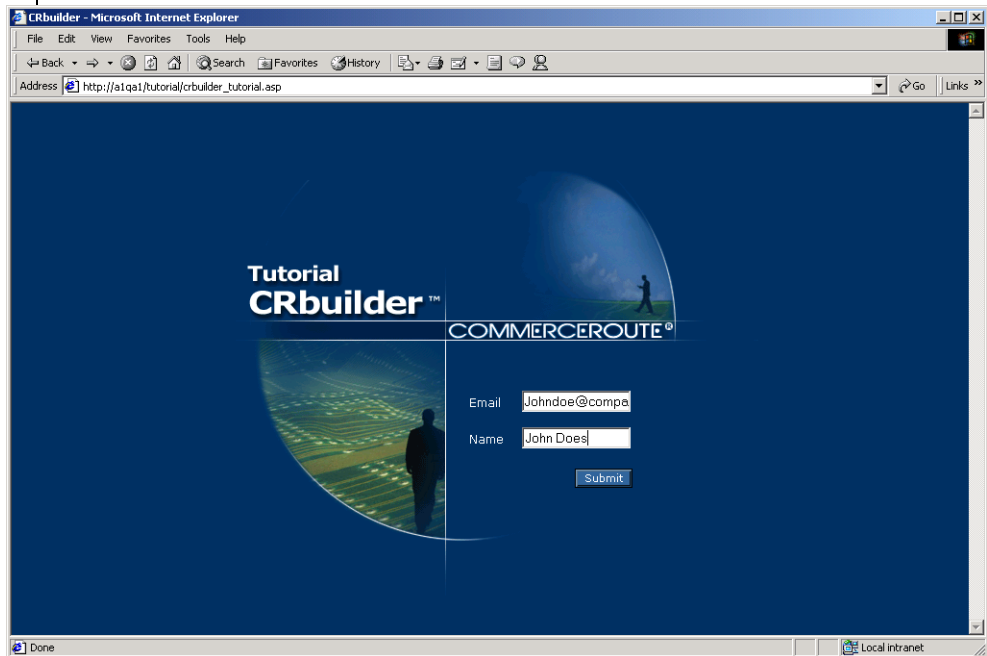 CRbuilder - Microsoft Internet Explorer
File Edit View Favorites Tools Help
Back Search Favorites History
Address http://a1qa1/tutorial/crbuilder_tutorial.asp Go Links »
Tutorial
CRbuilder™
COMMERCEROUTE®
Email Johndoe@compa
Name John Does
Submit
Done Local intranet